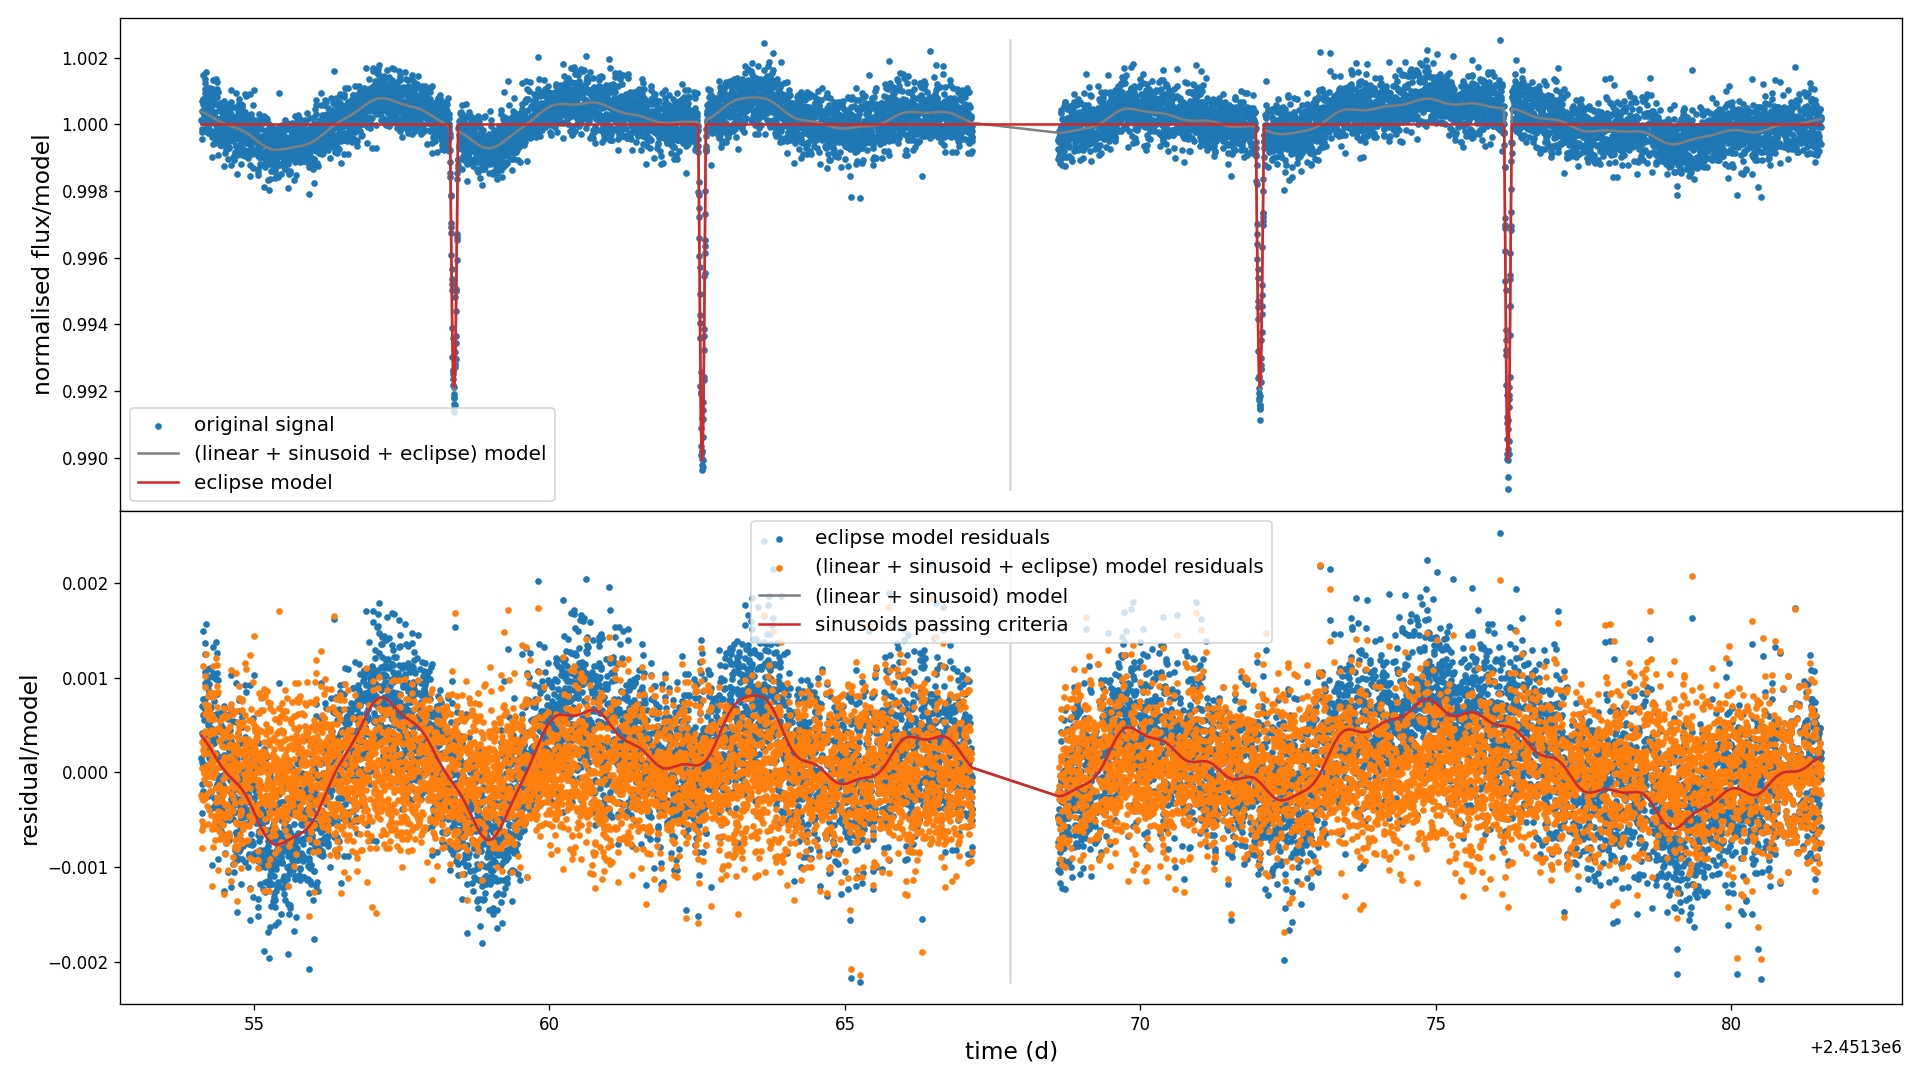 normalised flux/model
1.002
1.000
0.998
0.996
0.994
0.992
0.990
original signal
(linear + sinusoid + eclipse) model
eclipse model
residual/model
0.002
0.001
0.000
−0.001
−0.002
eclipse model residuals
(linear + sinusoid + eclipse) model residuals
(linear + sinusoid) model
sinusoids passing criteria
55
60
65
70
75
80
time (d)
+2.4513e6